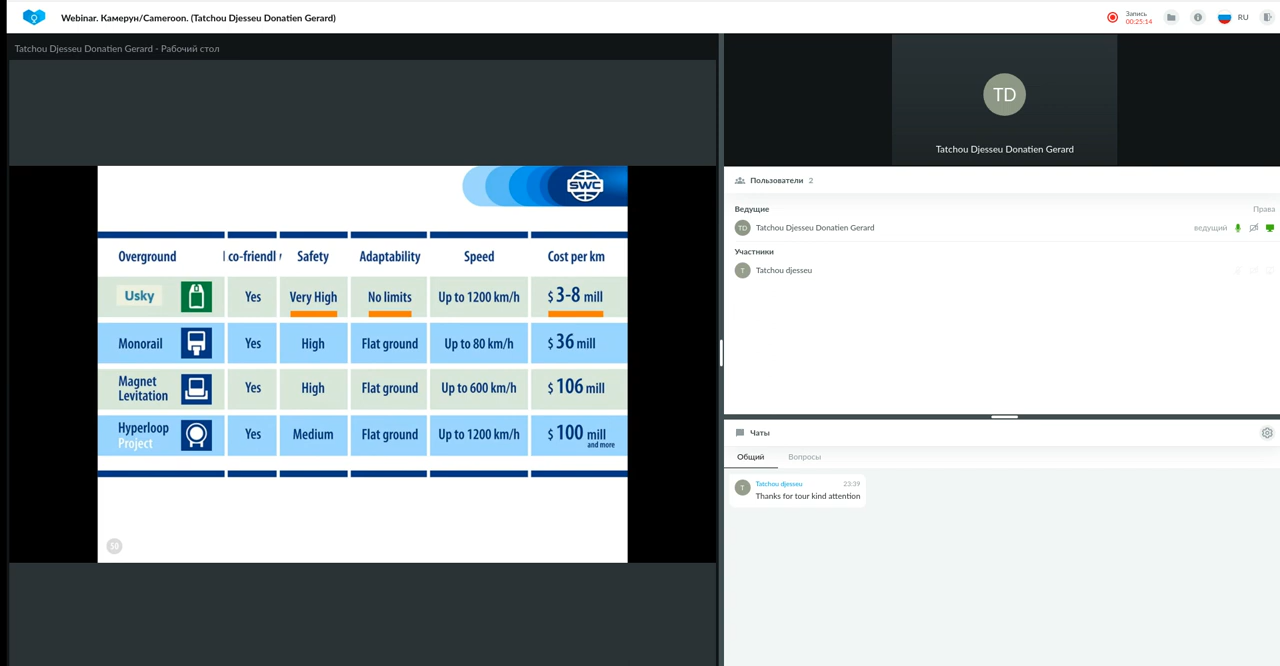 Webinar. Камерун/Cameroon. (Tatchou Djesseu Donatien Gerard)
Запись
00:25:14
RU
Tatchou Djesseu Donatien Gerard - Рабочий стол
SWC
Overground co-friendl Safety Adaptability Speed Cost per km
Usky Yes Very High No limits Up to 1200 km/h $ 3-8 mill
Monorail Yes High Flat ground Up to 80 km/h $ 36 mill
Magnet
Levitation Yes High Flat ground Up to 600 km/h $ 106 mill
Hyperloop
Project Yes Medium Flat ground Up to 1200 km/h $ 100 mill
and more
50
TD
Tatchou Djesseu Donatien Gerard
Пользователи 2
Ведущие Права
TD Tatchou Djesseu Donatien Gerard ведущий
Участники
T Tatchou djesseu
Чаты
Общий Вопросы
T Tatchou djesseu 23:39
Thanks for tour kind attention